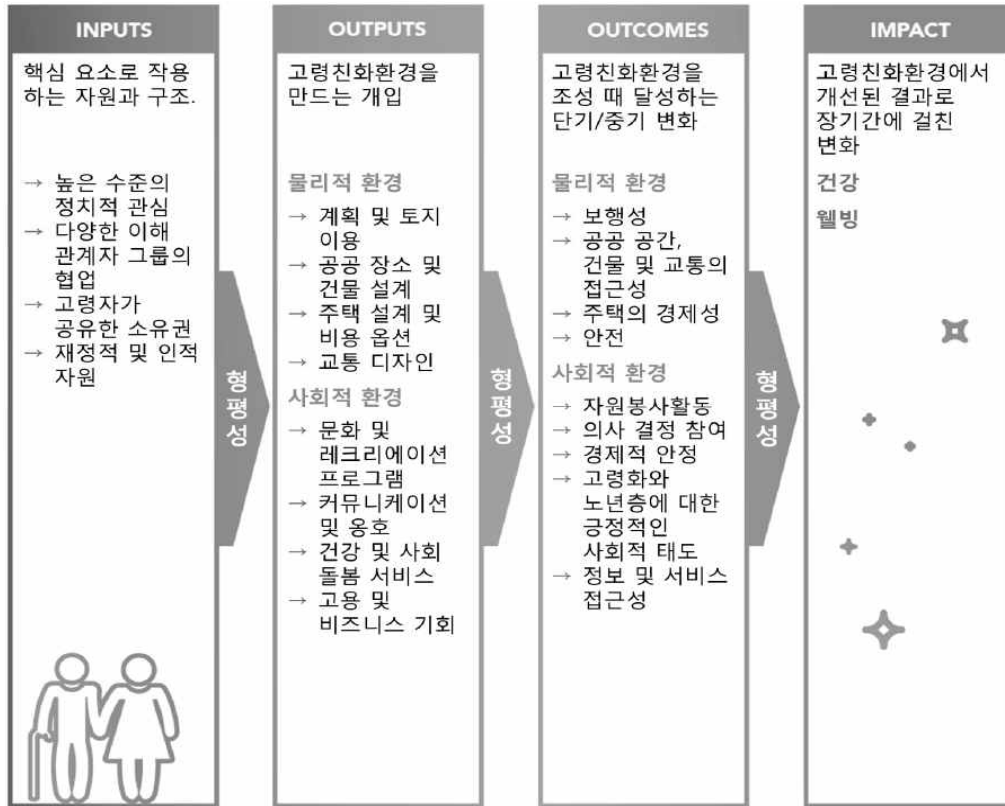 INPUTS
핵심 요소로 작용
하는 자원과 구조.
→ 높은 수준의
정치적 관심
→ 다양한 이해
관계자 그룹의
협업
→ 고령자가
공유한 소유권
→ 재정적 및 인적
자원
형평성
OUTPUTS
고령친화환경을
만드는 개입
물리적 환경
→ 계획 및 토지
이용
→ 공공 장소 및
건물 설계
→ 주택 설계 및
비용 옵션
→ 교통 디자인
사회적 환경
→ 문화 및
레크리에이션
프로그램
→ 커뮤니케이션
및 옹호
→ 건강 및 사회
돌봄 서비스
→ 고용 및
비즈니스 기회
형평성
OUTCOMES
고령친화환경을
조성 때 달성하는
단기/중기 변화
물리적 환경
→ 보행성
→ 공공 공간,
건물 및 교통의
접근성
→ 주택의 경제성
→ 안전
사회적 환경
→ 자원봉사활동
→ 의사 결정 참여
→ 경제적 안정
→ 고령화와
노년층에 대한
긍정적인
사회적 태도
→ 정보 및 서비스
접근성
형평성
IMPACT
고령친화환경에서
개선된 결과로
장기간에 걸친
변화
건강
웰빙